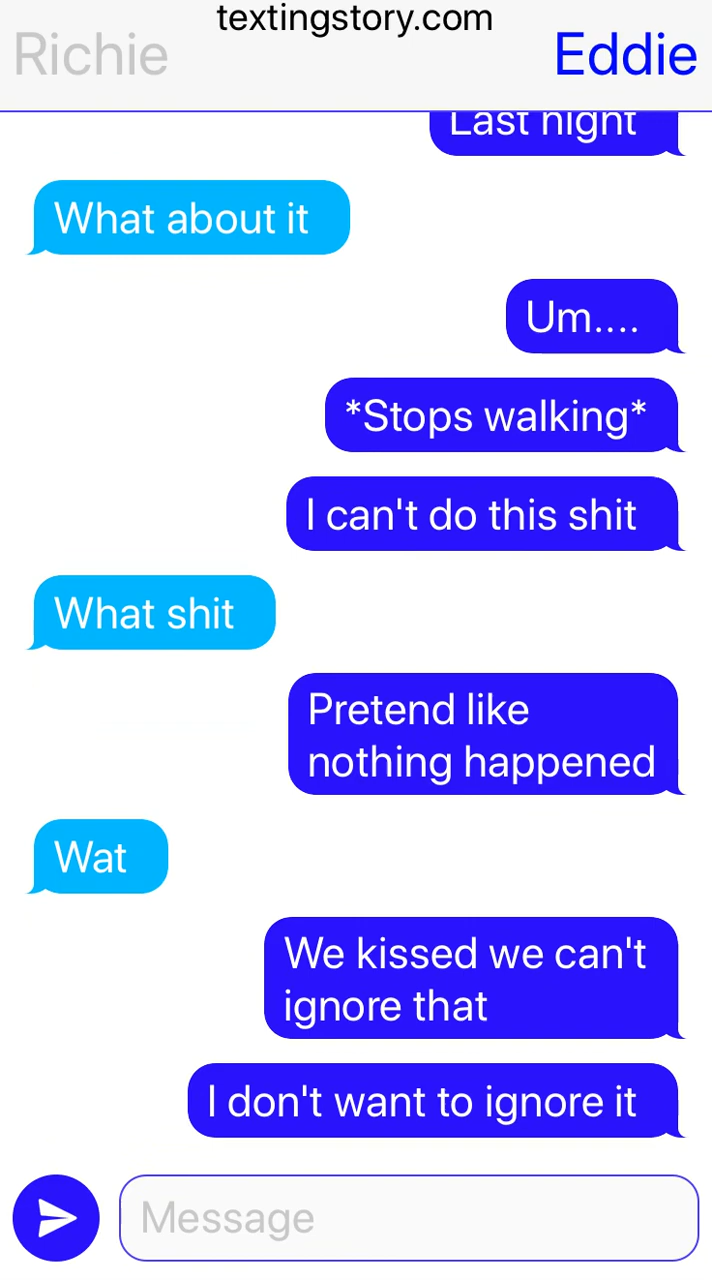 textingstory.com
Richie
Eddie
Last night
What about it
Um....
*Stops walking*
I can't do this shit
What shit
Pretend like
nothing happened
Wat
We kissed we can't
ignore that
I don't want to ignore it
Message